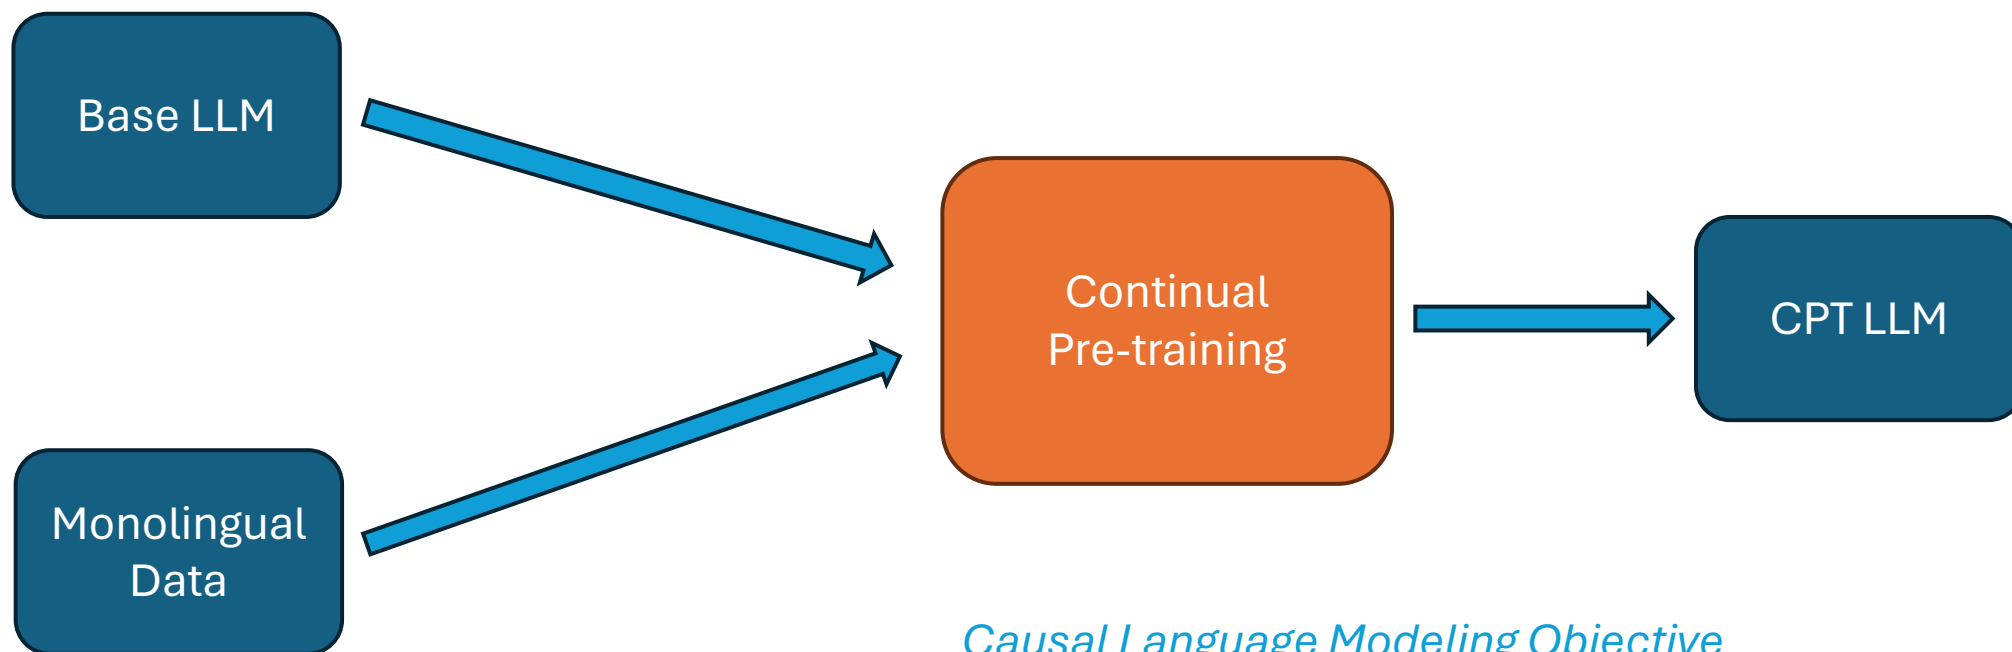 Base LLM
Monolingual
Data
Continual
Pre-training
CPT LLM
Causal Language Modeling Objective